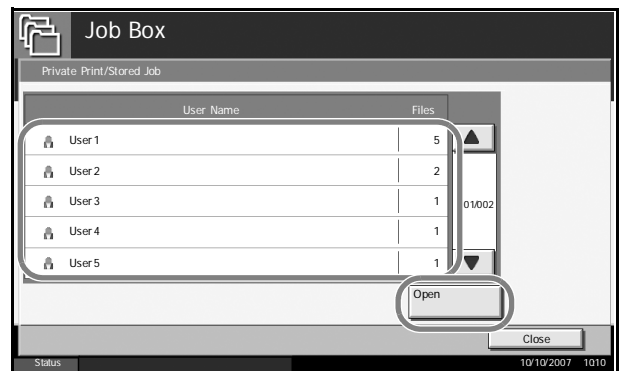 Job Box
Private Print/Stored Job
User Name Files
User 1 5
User 2 2
User 3 1
User 4 1
User 5 1
01/002
Open
Close
Status 10/10/2007 10:10